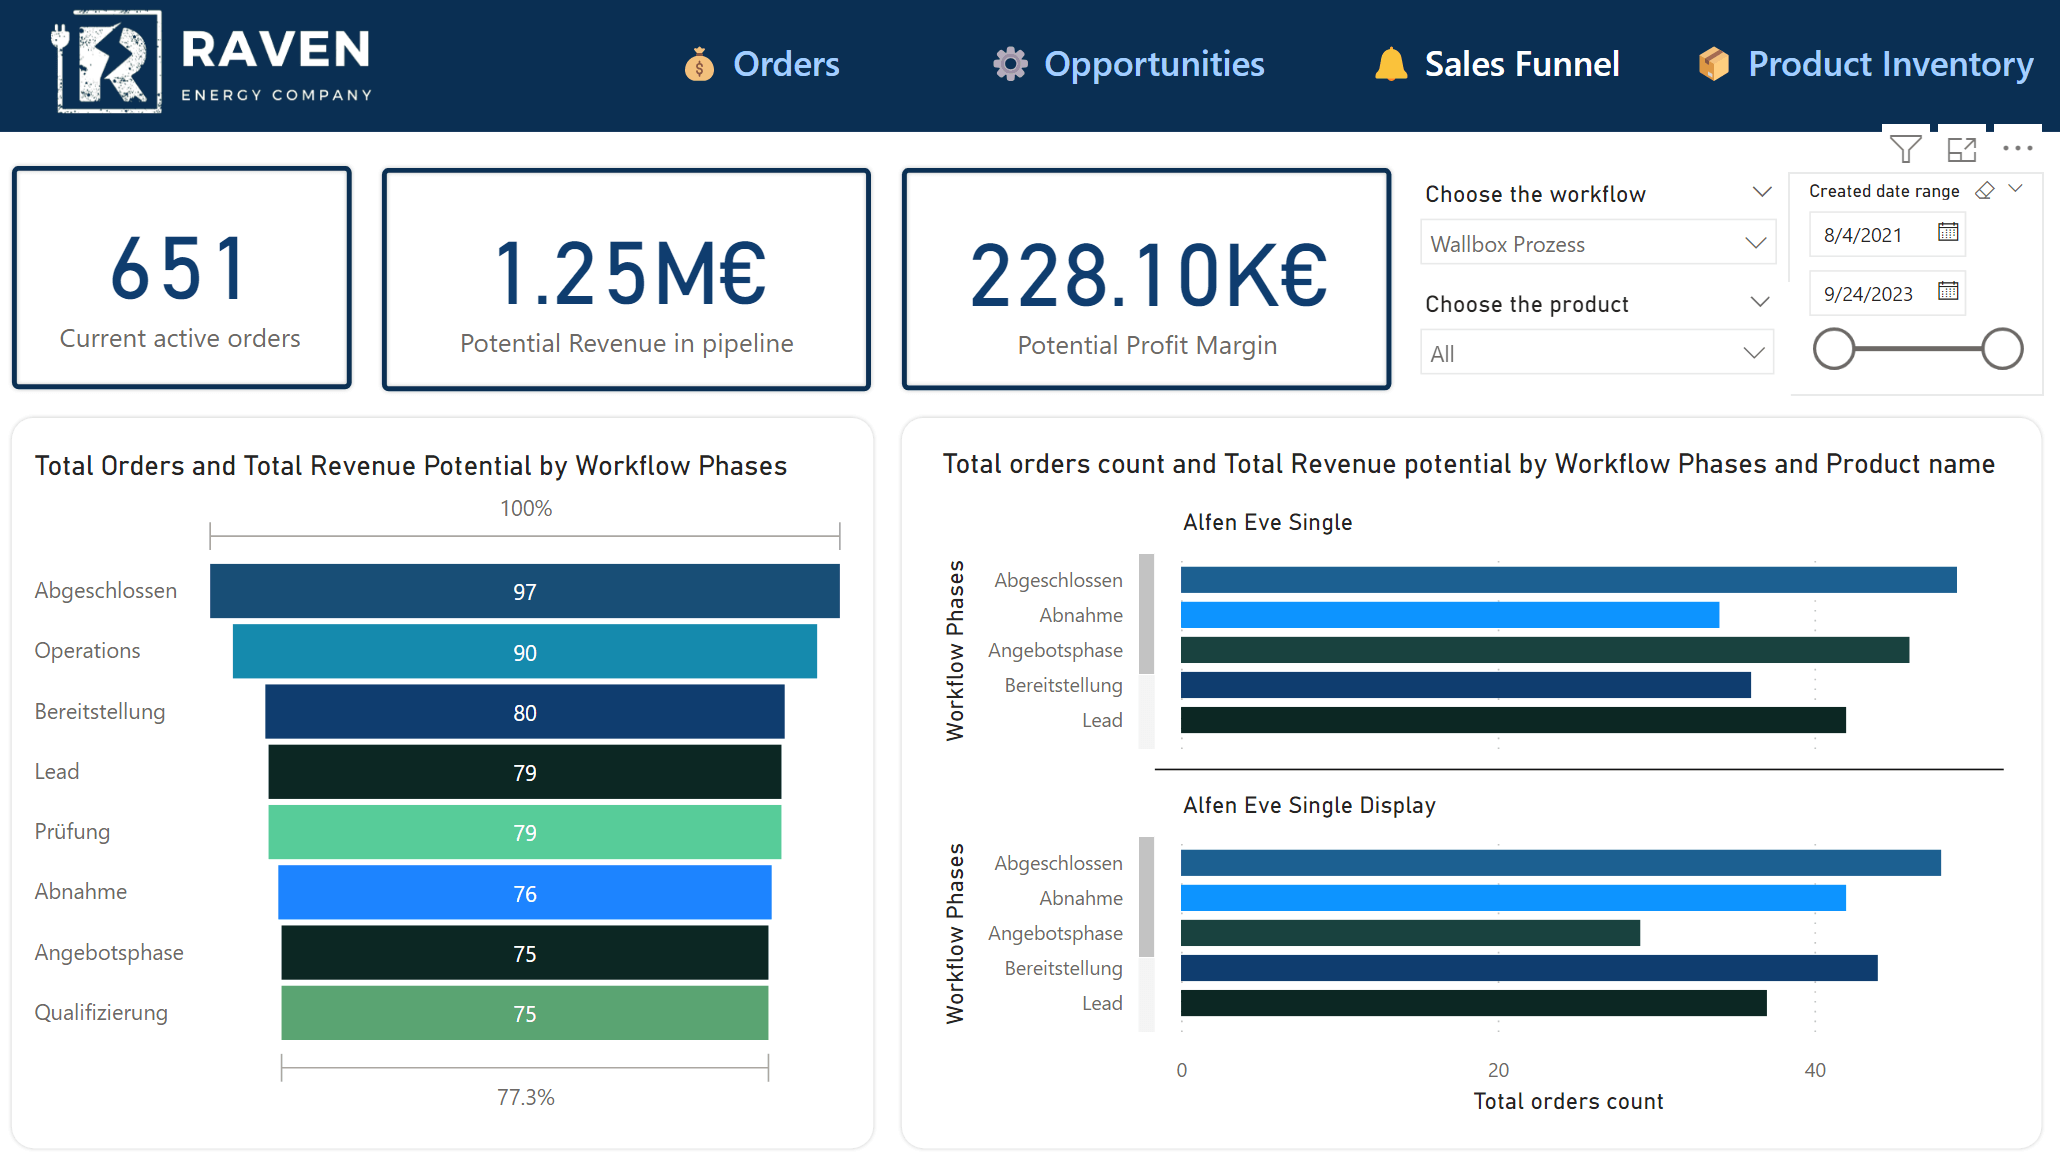 RAVEN
ENERGY COMPANY
Orders
Opportunities
Sales Funnel
Product Inventory
651
Current active orders
1.25M€
Potential Revenue in pipeline
228.10K€
Potential Profit Margin
Choose the workflow
Wallbox Prozess
Choose the product
All
Created date range
8/4/2021
9/24/2023
Total Orders and Total Revenue Potential by Workflow Phases
100%
Abgeschlossen 97
Operations 90
Bereitstellung 80
Lead 79
Prüfung 79
Abnahme 76
Angebotsphase 75
Qualifizierung 75
77.3%
Total orders count and Total Revenue potential by Workflow Phases and Product name
Alfen Eve Single
Workflow Phases
Abgeschlossen
Abnahme
Angebotsphase
Bereitstellung
Lead
Alfen Eve Single Display
Workflow Phases
Abgeschlossen
Abnahme
Angebotsphase
Bereitstellung
Lead
0 20 40
Total orders count